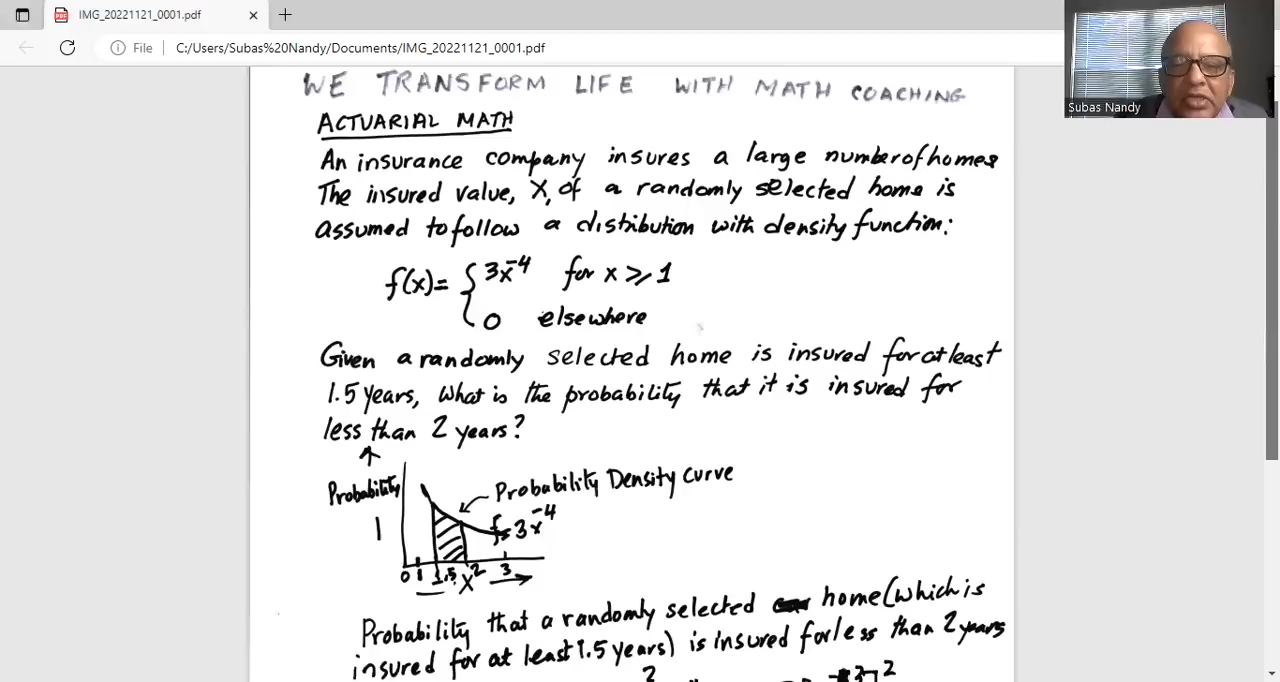 IMG_20221121_0001.pdf
File C:/Users/Subas%20Nandy/Documents/IMG_20221121_0001.pdf
Subas Nandy
WE TRANSFORM LIFE WITH MATH COACHING
ACTUARIAL MATH
An insurance company insures a large number of homes
The insured value, X, of a randomly selected home is
assumed to follow a distribution with density function:
f(x)= { 3x⁻⁴ for x ≥ 1
0 elsewhere
Given a randomly selected home is insured for at least
1.5 years, What is the probability that it is insured for
less than 2 years?
Probability
Probability Density Curve
1
f=3x⁻⁴
0 1 1.5 2 3
X
Probability that a randomly selected home (which is
insured for at least 1.5 years) is insured for less than 2 years